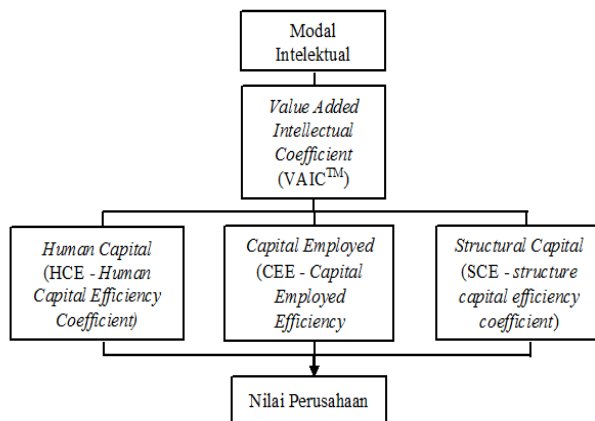 Modal
Intelektual
Value Added
Intellectual
Coefficient
(VAIC™)
Human Capital
(HCE - Human
Capital Efficiency
Coefficient)
Capital Employed
(CEE - Capital
Employed
Efficiency
Structural Capital
(SCE - structure
capital efficiency
coefficient)
Nilai Perusahaan